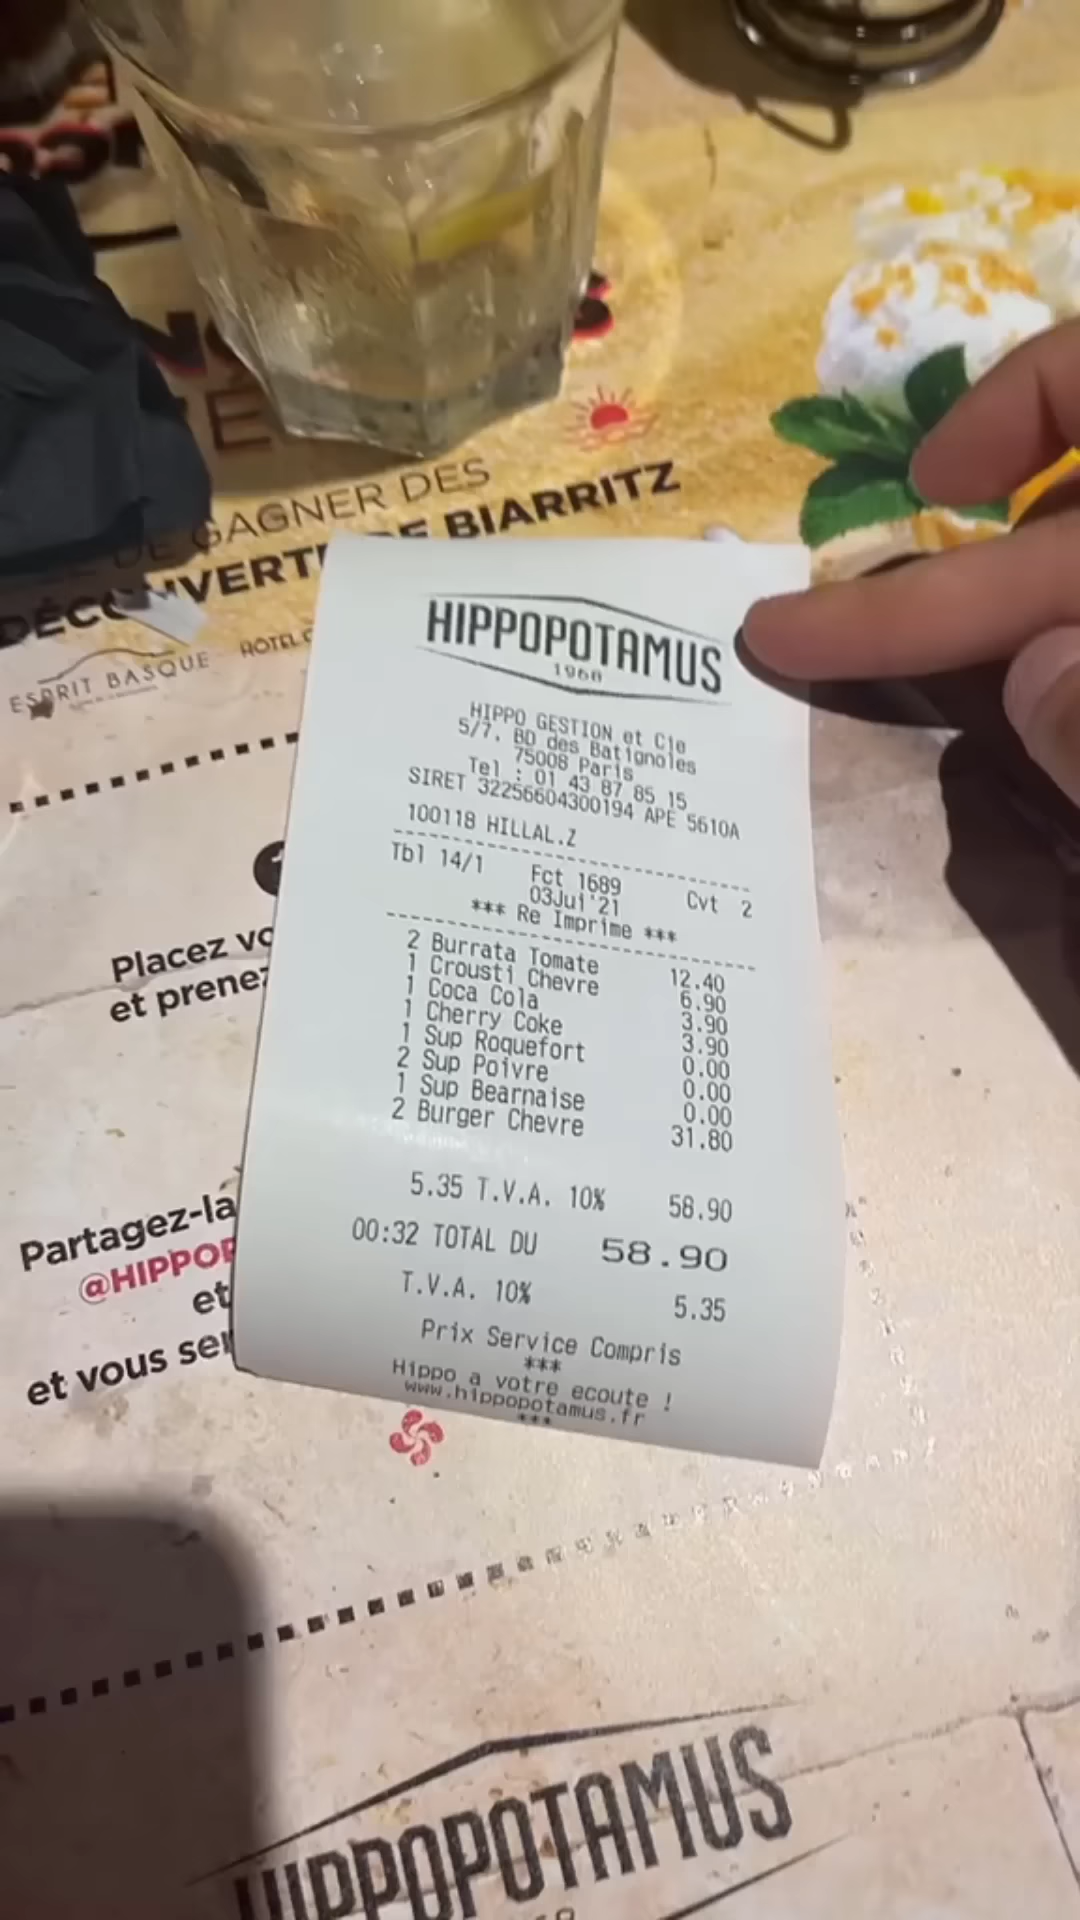 GAGNER DES
BIARRITZ
ESPRIT BASQUE
HIPPOPOTAMUS
1968
HIPPO GESTION et Cie
5/7. BD des Batignoles
75008 Paris
Tel : 01 43 87 85 15
SIRET 32256604300194 APE 5610A
100118 HILLAL.Z
Tbl 14/1 Fct 1689 Cvt 2
03Jui'21
*** Re Imprime ***
2 Burrata Tomate 12.40
1 Crousti Chevre 6.90
1 Coca Cola 3.90
1 Cherry Coke 3.90
1 Sup Roquefort 0.00
2 Sup Poivre 0.00
1 Sup Bearnaise 0.00
2 Burger Chevre 31.80
5.35 T.V.A. 10% 58.90
00:32 TOTAL DU 58.90
T.V.A. 10% 5.35
Prix Service Compris
***
Hippo a votre ecoute !
www.hippopotamus.fr
***
Placez
et prenez
Partagez-la
@HIPPOP
et
et vous
HIPPOPOTAMUS